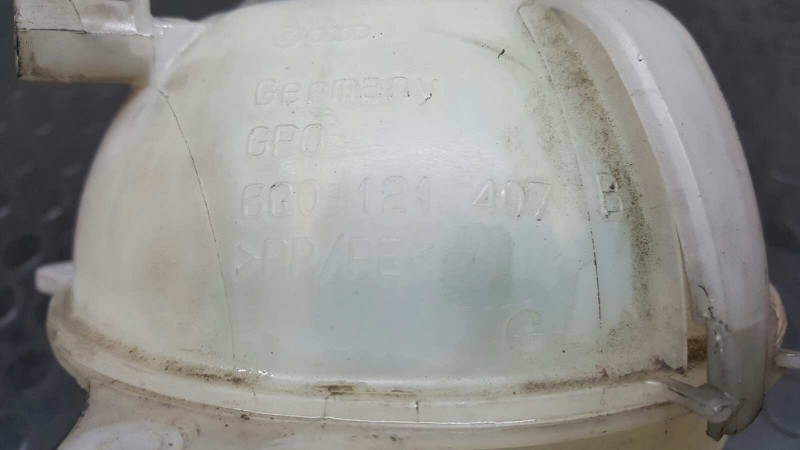 Germany
GPO
6Q0 121 407 B
>PP/PE<
G